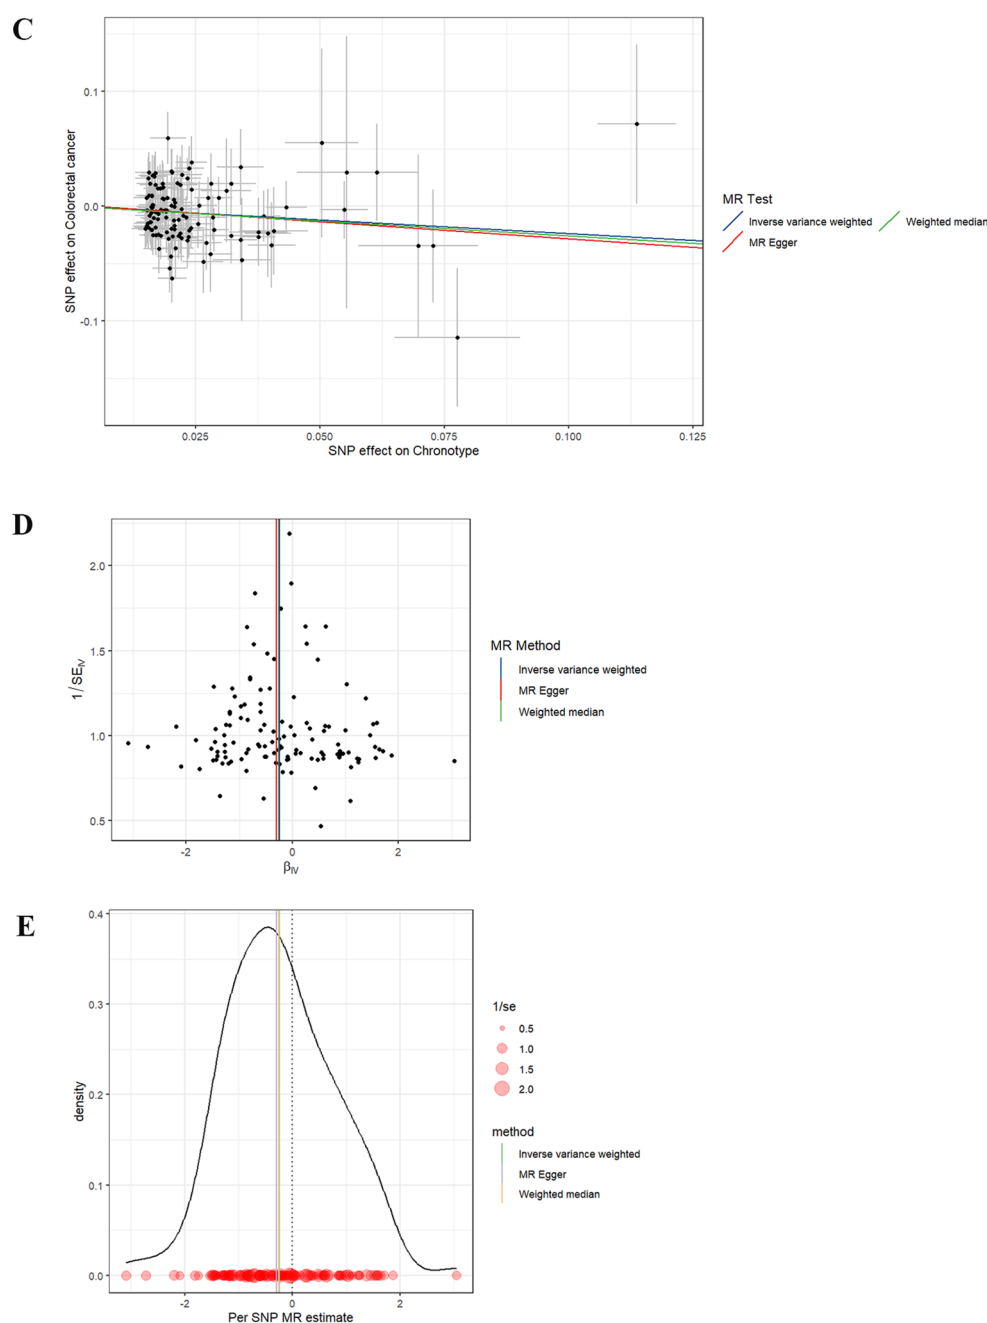 C
0.1
0.0
-0.1
SNP effect on Colorectal cancer
0.025 0.050 0.075 0.100 0.125
SNP effect on Chronotype
MR Test
Inverse variance weighted Weighted median
MR Egger
D
2.0
1.5
1.0
0.5
1 / SEIV
-2 0 2
βIV
MR Method
Inverse variance weighted
MR Egger
Weighted median
E
0.4
0.3
0.2
0.1
0.0
density
-2 0 2
Per SNP MR estimate
1/se
0.5
1.0
1.5
2.0
method
Inverse variance weighted
MR Egger
Weighted median